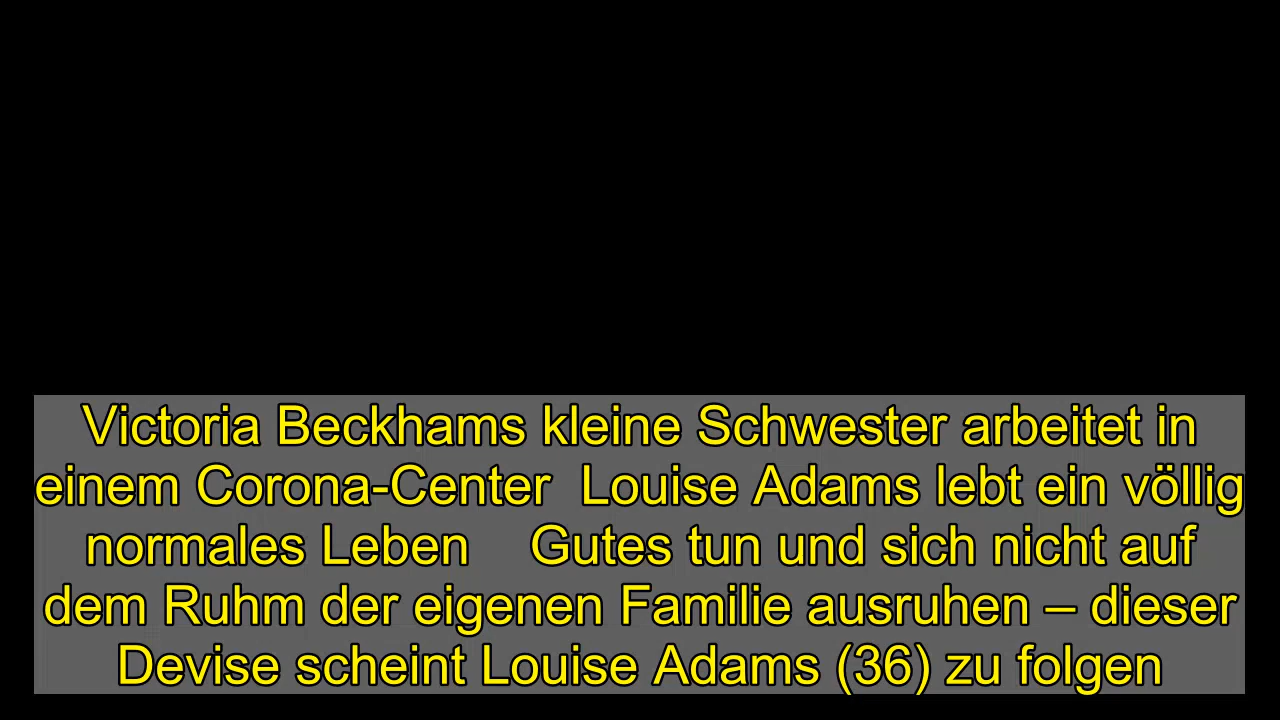 Victoria Beckhams kleine Schwester arbeitet in
einem Corona-Center  Louise Adams lebt ein völlig
normales Leben    Gutes tun und sich nicht auf
dem Ruhm der eigenen Familie ausruhen – dieser
Devise scheint Louise Adams (36) zu folgen